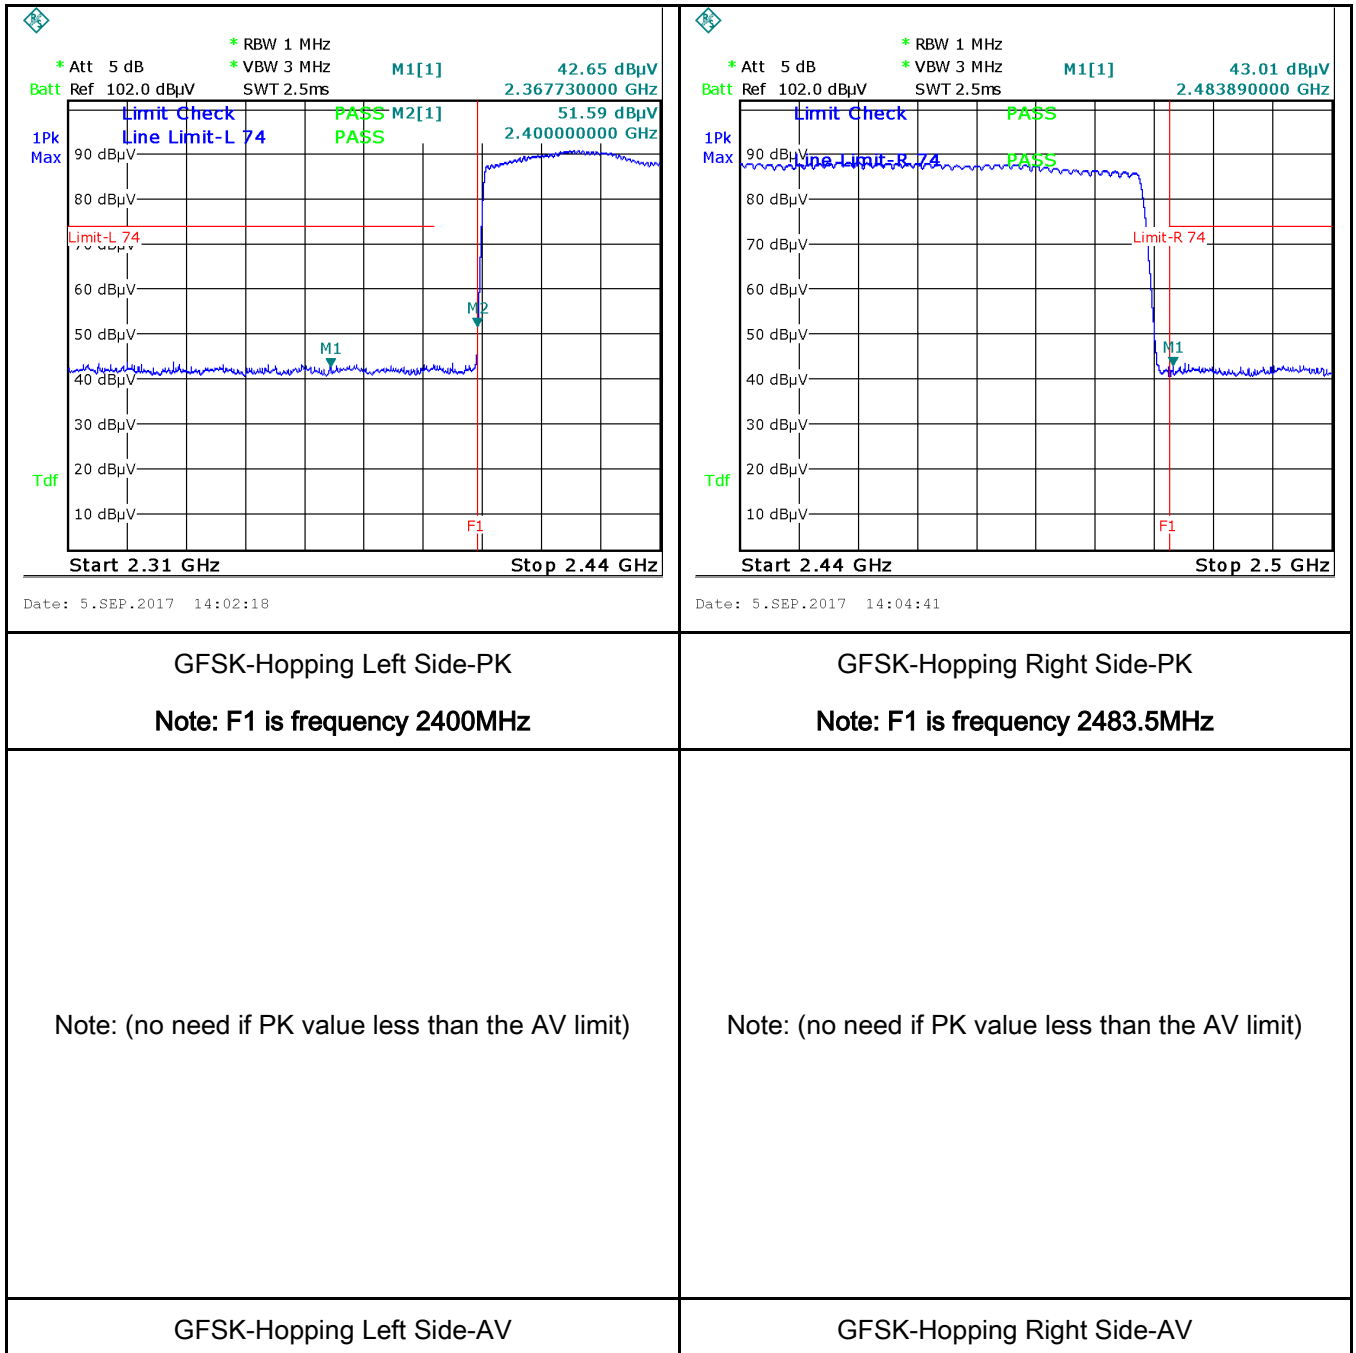 * RBW 1 MHz
* Att 5 dB * VBW 3 MHz M1[1] 42.65 dBµV
Batt Ref 102.0 dBµV SWT 2.5ms 2.367730000 GHz
Limit Check PASS M2[1] 51.59 dBµV
1Pk Line Limit-L 74 PASS 2.400000000 GHz
Max 90 dBµV
80 dBµV
Limit-L 74
70 dBµV
60 dBµV
M2
50 dBµV
M1
40 dBµV
30 dBµV
Tdf 20 dBµV
10 dBµV
F1
Start 2.31 GHz Stop 2.44 GHz
Date: 5.SEP.2017 14:02:18
* RBW 1 MHz
* Att 5 dB * VBW 3 MHz M1[1] 43.01 dBµV
Batt Ref 102.0 dBµV SWT 2.5ms 2.483890000 GHz
Limit Check PASS
1Pk
Max 90 dBµV Line Limit-R 74 PASS
80 dBµV
Limit-R 74
70 dBµV
60 dBµV
50 dBµV
M1
40 dBµV
30 dBµV
Tdf 20 dBµV
10 dBµV
F1
Start 2.44 GHz Stop 2.5 GHz
Date: 5.SEP.2017 14:04:41
GFSK-Hopping Left Side-PK
Note: F1 is frequency 2400MHz
GFSK-Hopping Right Side-PK
Note: F1 is frequency 2483.5MHz
Note: (no need if PK value less than the AV limit)
Note: (no need if PK value less than the AV limit)
GFSK-Hopping Left Side-AV
GFSK-Hopping Right Side-AV